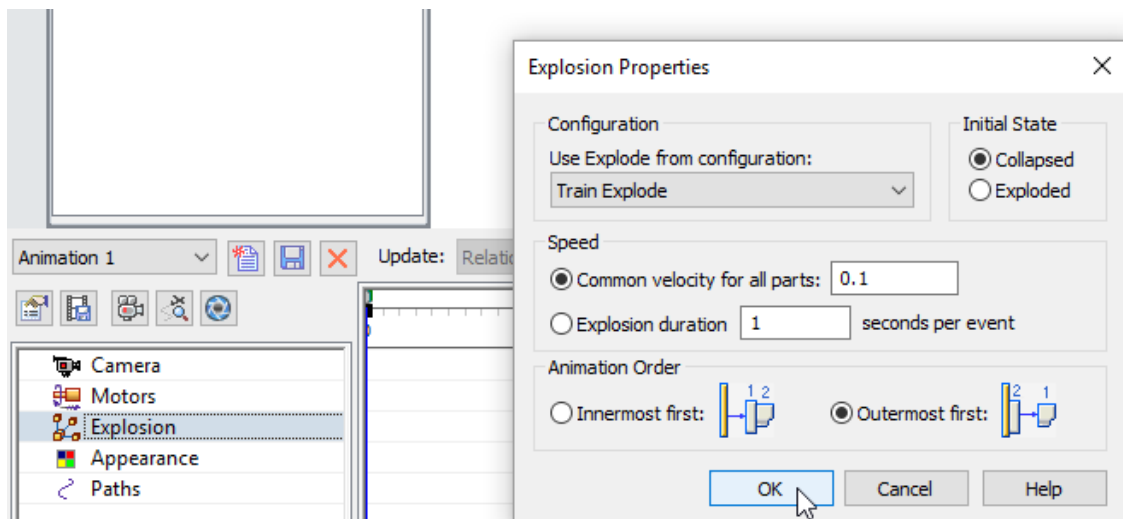 Explosion Properties
Configuration
Use Explode from configuration:
Train Explode
Initial State
Collapsed
Exploded
Speed
Common velocity for all parts: 0.1
Explosion duration 1 seconds per event
Animation Order
Innermost first: 1 2
Outermost first: 2 1
OK Cancel Help
Animation 1 Update:
Camera
Motors
Explosion
Appearance
Paths